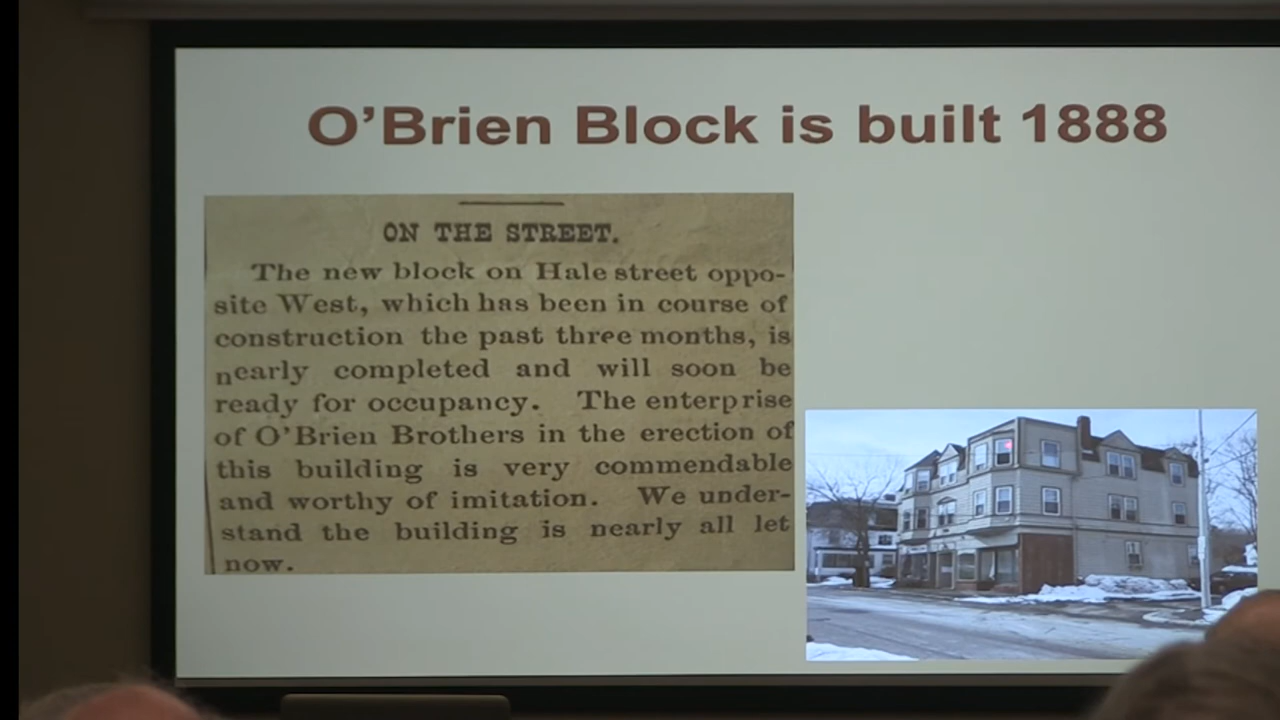 O'Brien Block is built 1888
ON THE STREET.
The new block on Hale street oppo-
site West, which has been in course of
construction the past three months, is
nearly completed and will soon be
ready for occupancy. The enterprise
of O'Brien Brothers in the erection of
this building is very commendable
and worthy of imitation. We under-
stand the building is nearly all let
now.